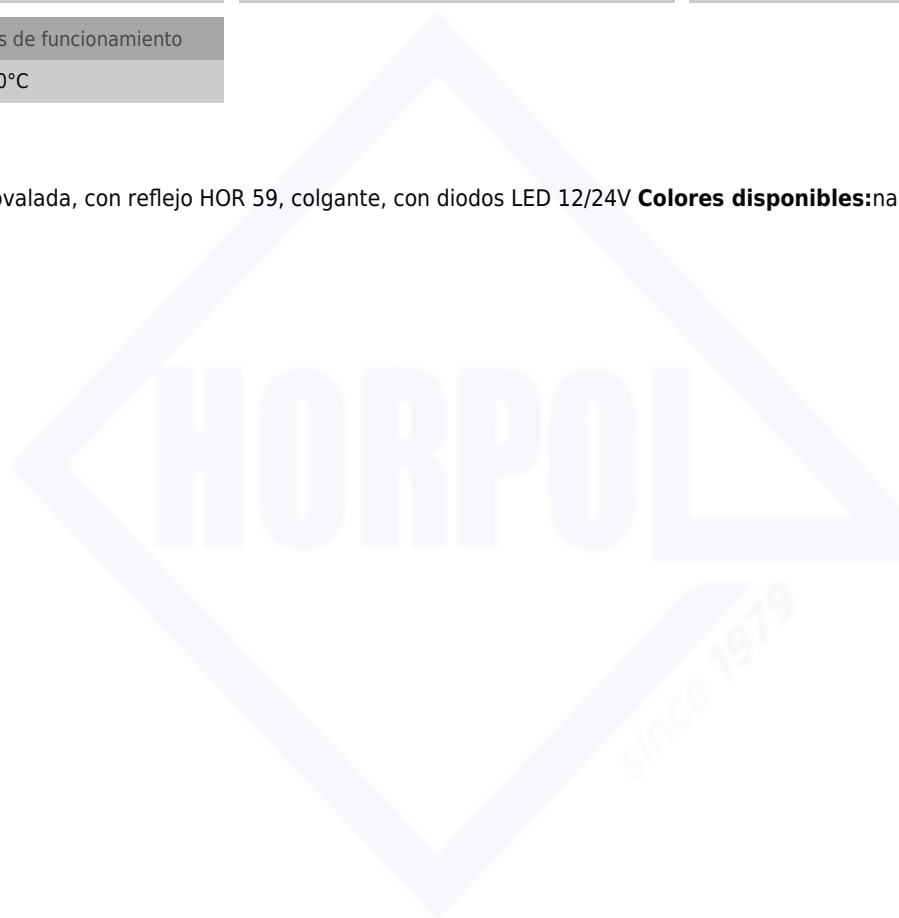 s de funcionamiento
0°C
ovalada, con reflejo HOR 59, colgante, con diodos LED 12/24V Colores disponibles:na
HORPOL
since 1979